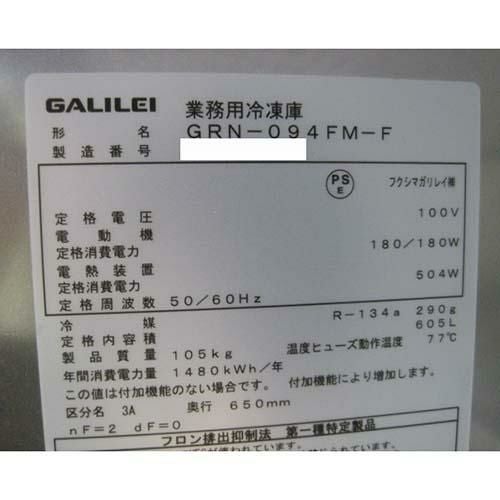 GALILEI 業務用冷凍庫
形名 GRN-094FM-F
製造番号
PS E フクシマガリレイ㈱
定格電圧 100V
電動機
定格消費電力 180/180W
電熱装置
定格消費電力 504W
定格周波数 50/60Hz
冷媒 R-134a 290g
定格内容積 605L
製品質量 105kg 温度ヒューズ動作温度 77℃
年間消費電力量 1480kWh/年
この値は付加機能のない場合です。 付加機能により増加します。
区分名 3A 奥行 650mm
nF=2 dF=0
フロン排出抑制法 第一種特定製品